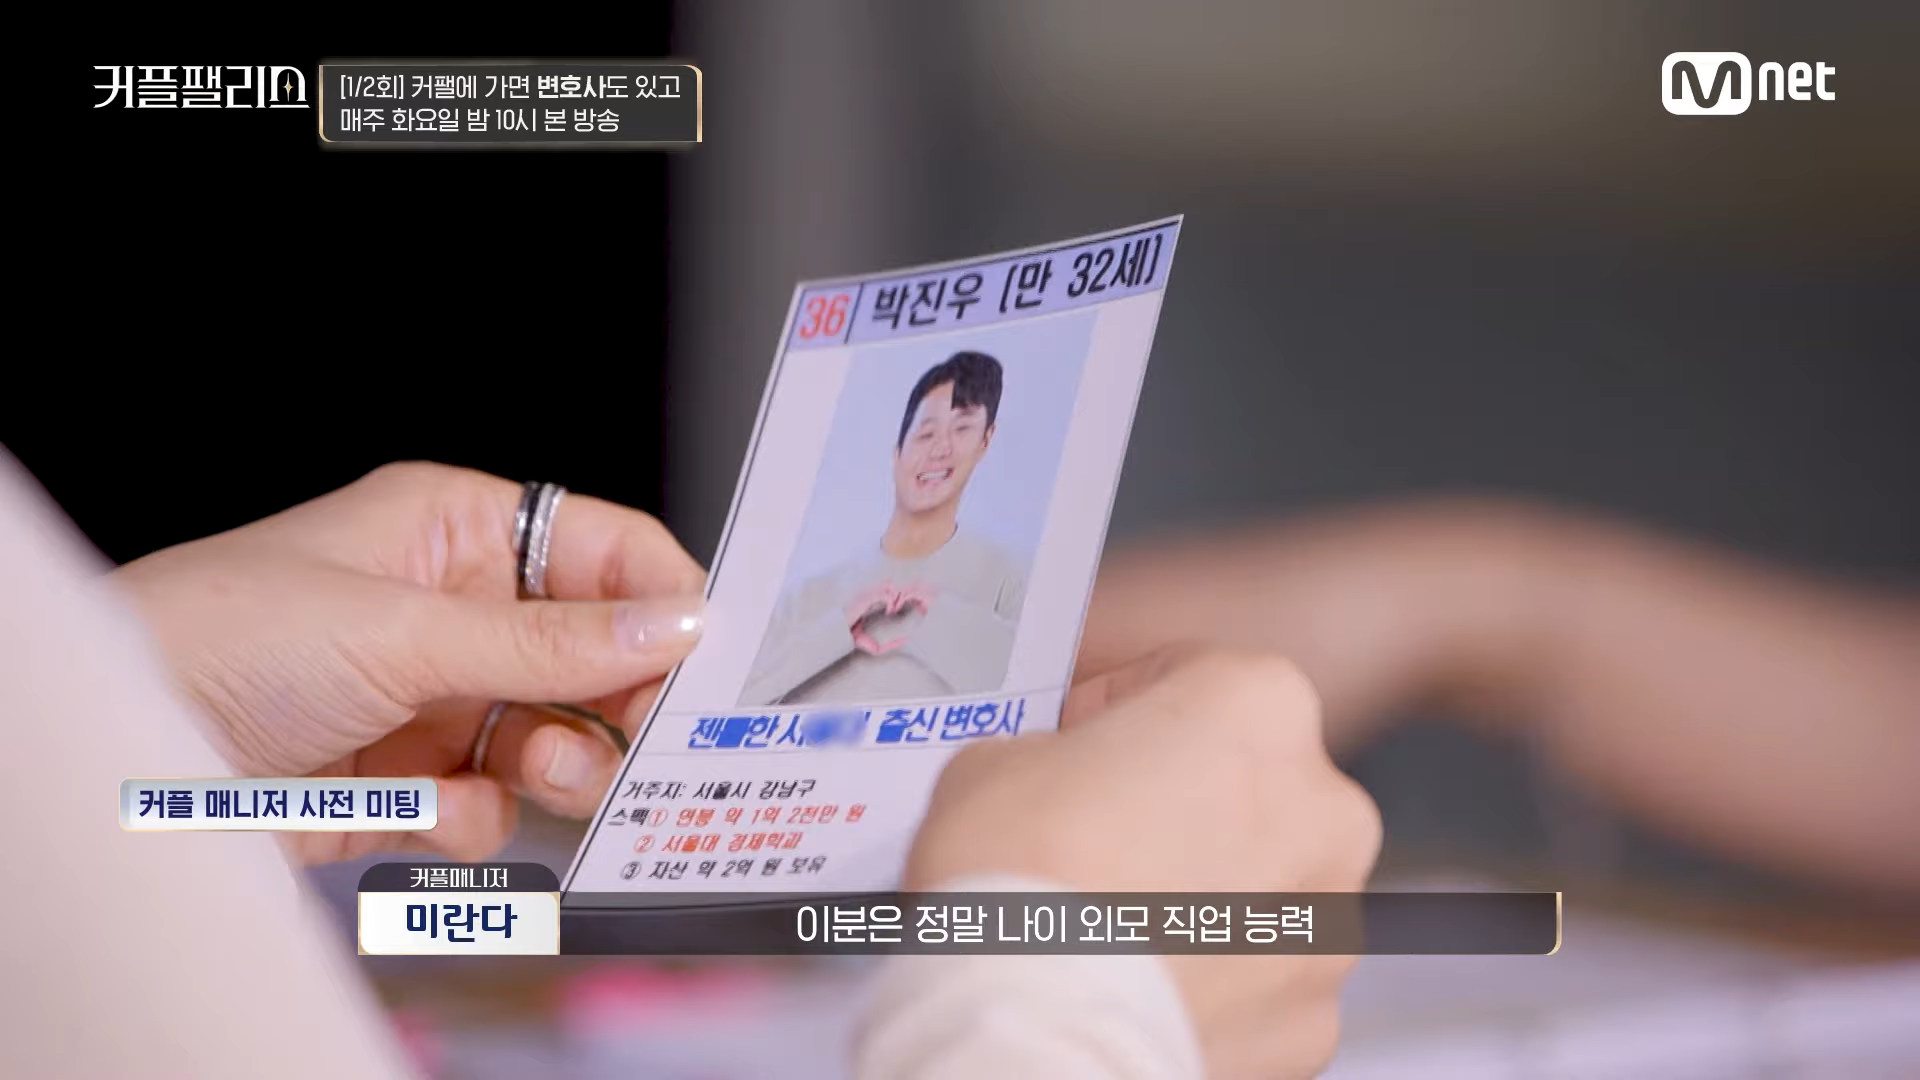 커플팰리스
[1/2회] 커팰에 가면 변호사도 있고
매주 화요일 밤 10시 본 방송
Mnet
36 박진우 (만 32세)
젠틀한 출신 변호사
거주지: 서울시 강남구
스펙① 연봉 약 1억 2천만 원
② 서울대 경제학과
③ 자산 약 2억 원 보유
커플 매니저 사전 미팅
커플매니저
미란다
이분은 정말 나이 외모 직업 능력